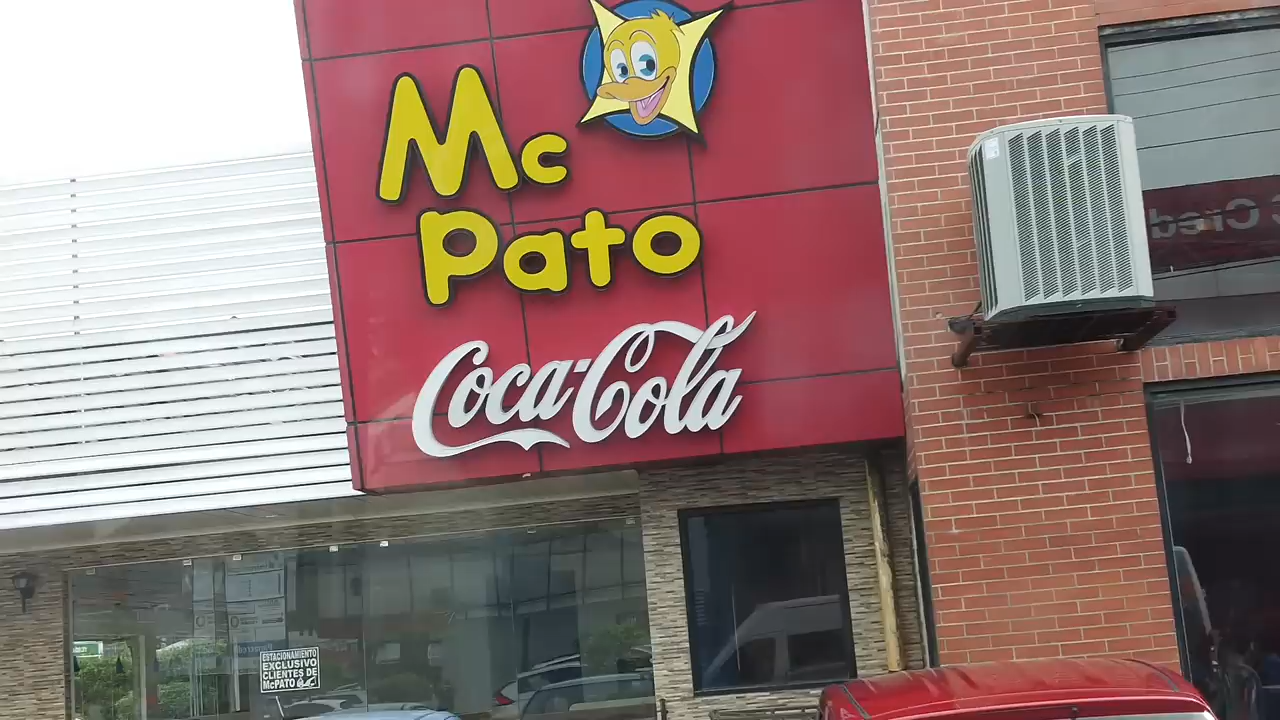 Mc
Pato
Coca-Cola
ESTACIONAMIENTO
EXCLUSIVO
CLIENTES DE
McPATO